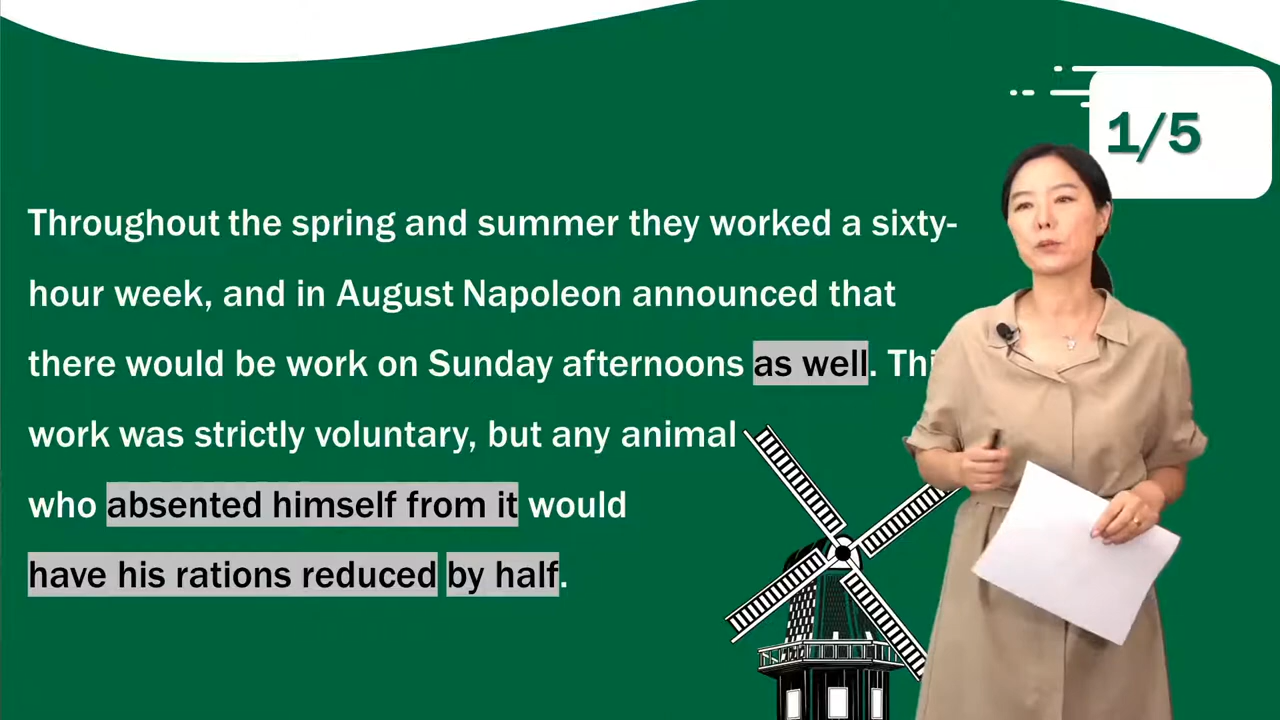 1/5
Throughout the spring and summer they worked a sixty-
hour week, and in August Napoleon announced that
there would be work on Sunday afternoons as well.
work was strictly voluntary, but any animal
who absented himself from it would
have his rations reduced by half.